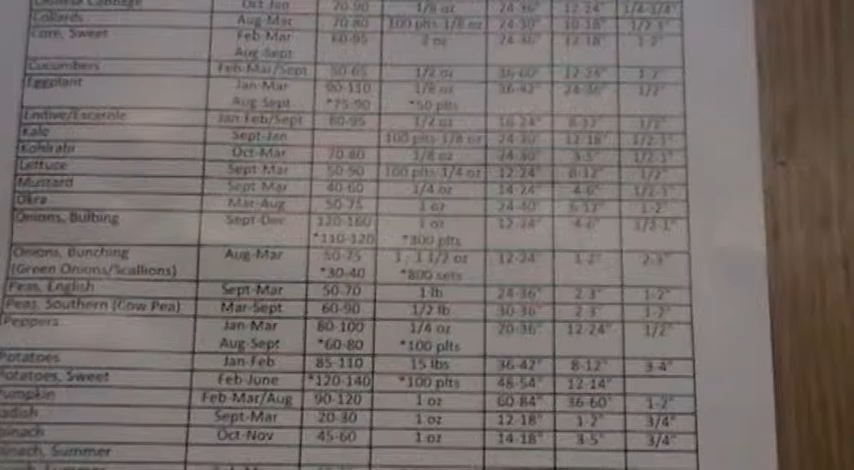 Collards Aug-Mar 70-80 100 plts 1/8 oz 24-30" 10-18" 1/2-1"
Feb-Mar 60-95 2 oz 24-36" 12-18" 1-2"
Aug-Sept
Cucumbers Feb-Mar/Sept 50-65 1/2 oz 36-60" 12-24" 1-2"
Eggplant Jan-Mar 90-110 1/8 oz 36-42" 24-36" 1/2"
Aug-Sept *75-90 *50 plts
Endive/Escarole Jan-Feb/Sept 80-95 1/2 oz 18-24" 8-12" 1/2"
Kale Sept-Jan 100 plts 1/8 oz 24-30" 12-18" 1/2-1"
Kohlrabi Oct-Mar 70-80 1/8 oz 24-30" 3-5" 1/2-1"
Lettuce Sept-Mar 50-90 100 plts 1/4 oz 12-24" 8-12" 1/2"
Mustard Sept-Mar 40-60 1/4 oz 14-24" 4-6" 1/2-1"
Okra Mar-Aug 50-75 1 oz 24-40" 6-12" 1-2"
Onions, Bulbing Sept-Dec 120-160 1 oz 12-24" 4-6" 1/2-1"
*110-120 *300 plts
Onions, Bunching Aug-Mar 50-75 1 - 1 1/2 oz 12-24" 1-2" 2-3"
(Green Onions/Scallions) *30-40 *800 sets
Peas, English Sept-Mar 50-70 1 lb 24-36" 2-3" 1-2"
Peas, Southern (Cow Pea) Mar-Sept 60-90 1/2 lb 30-36" 2-3" 1-2"
Peppers Jan-Mar 80-100 1/4 oz 20-36" 12-24" 1/2"
Aug-Sept *60-80 *100 plts
Potatoes Jan-Feb 85-110 15 lbs 36-42" 8-12" 3-4"
Potatoes, Sweet Feb-June *120-140 *100 plts 48-54" 12-14"
Pumpkin Feb-Mar/Aug 90-120 1 oz 60-84" 36-60" 1-2"
adish Sept-Mar 20-30 1 oz 12-18" 1-2" 3/4"
inach Oct-Nov 45-60 1 oz 14-18" 3-5" 3/4"
inach, Summer